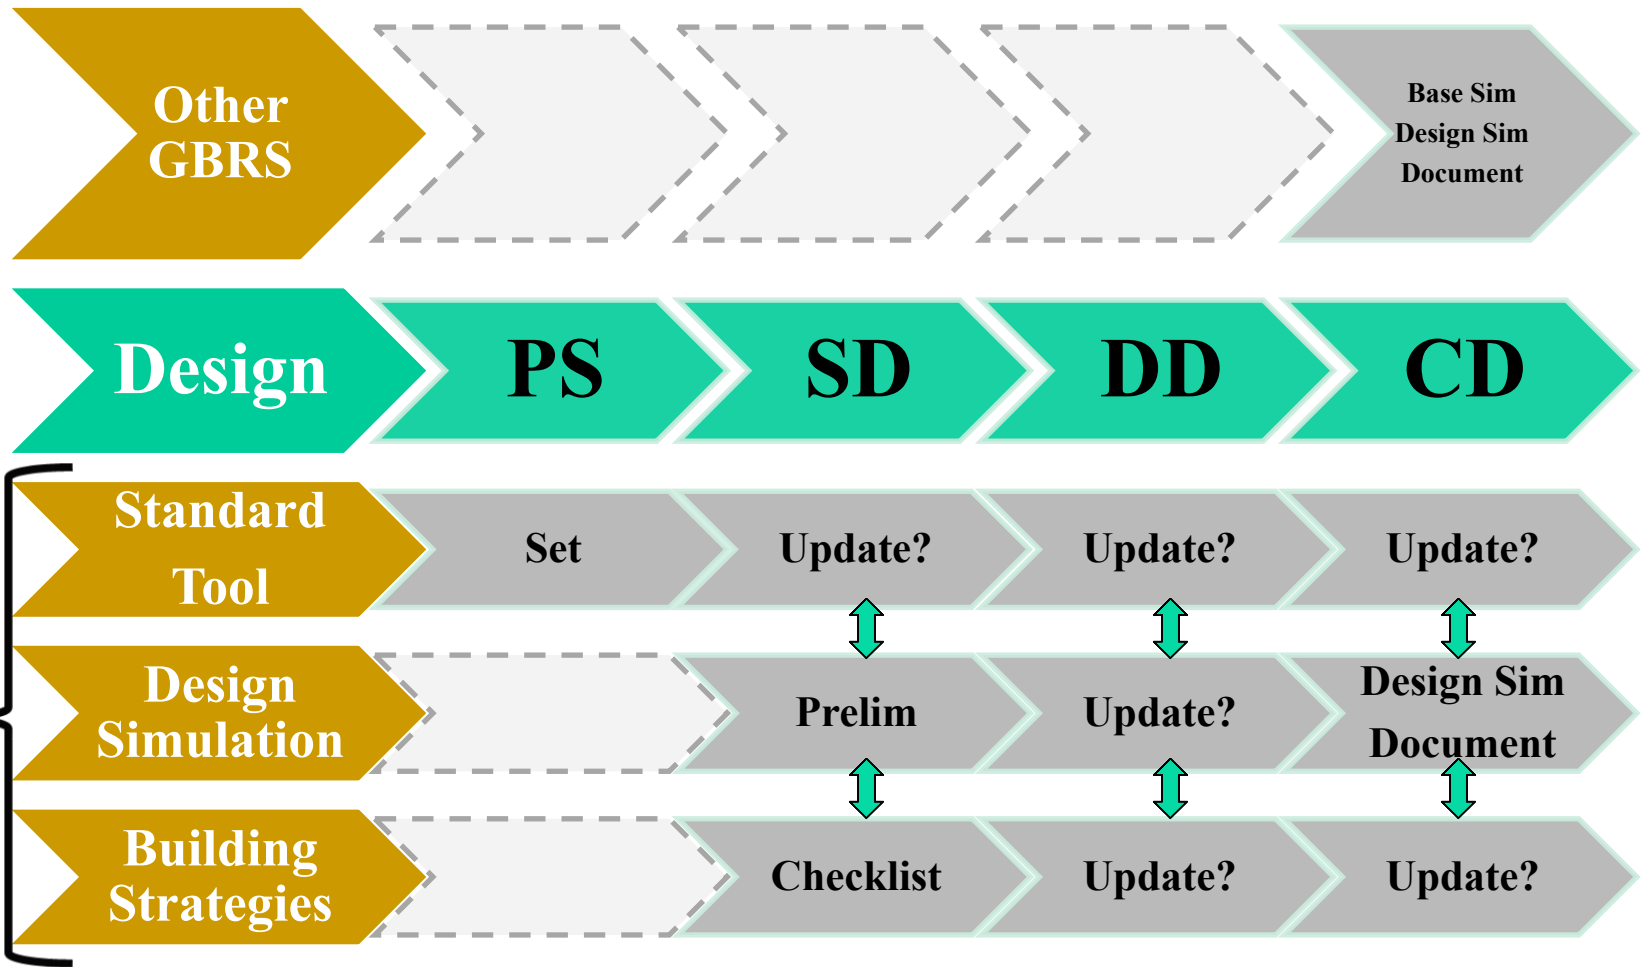 Other
GBRS
Base Sim
Design Sim
Document
Design
PS
SD
DD
CD
Standard
Tool
Set
Update?
Update?
Update?
Design
Simulation
Prelim
Update?
Design Sim
Document
Building
Strategies
Checklist
Update?
Update?